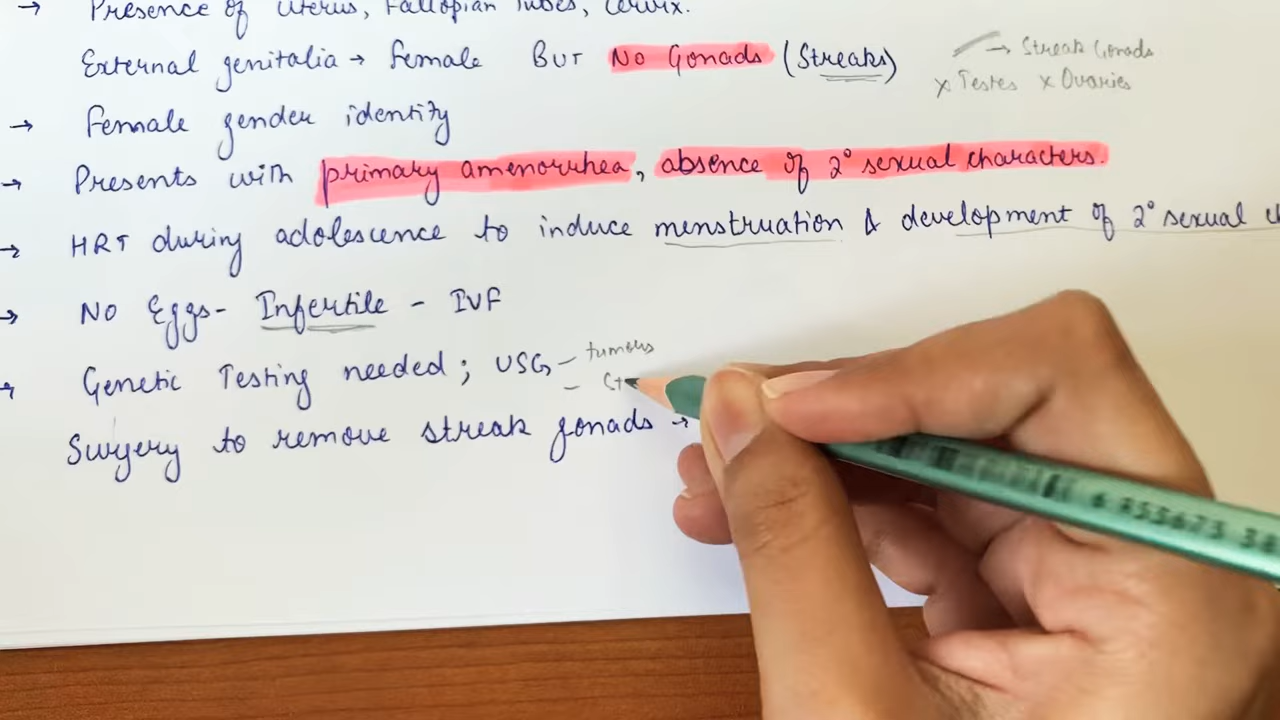 → Presence of Uterus, Fallopian Tubes, Cervix.
External genitalia → Female But No Gonads (Streaks)
→ Streak Gonads
x Testes x Ovaries
→ Female gender identity
→ Presents with primary amenorrhea, absence of 2° sexual characters.
→ HRT during adolescence to induce menstruation & development of 2° sexual
→ No Eggs - Infertile - IVF
→ Genetic Testing needed; USG - tumours
-
Surgery to remove streak gonads →